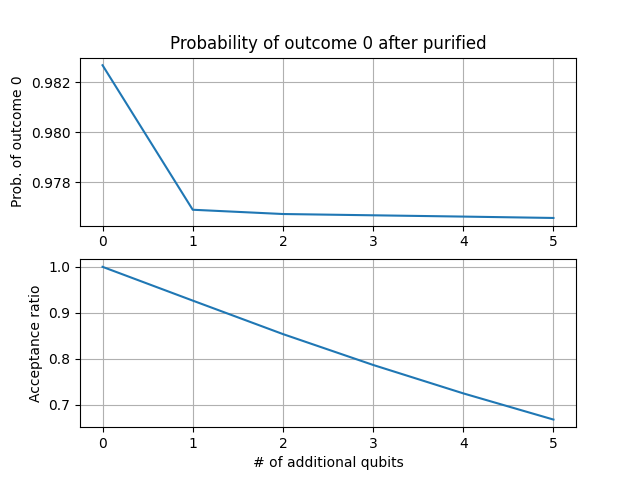 Probability of outcome 0 after purified
Prob. of outcome 0
0.982
0.980
0.978
0 1 2 3 4 5
Acceptance ratio
1.0
0.9
0.8
0.7
0 1 2 3 4 5
# of additional qubits